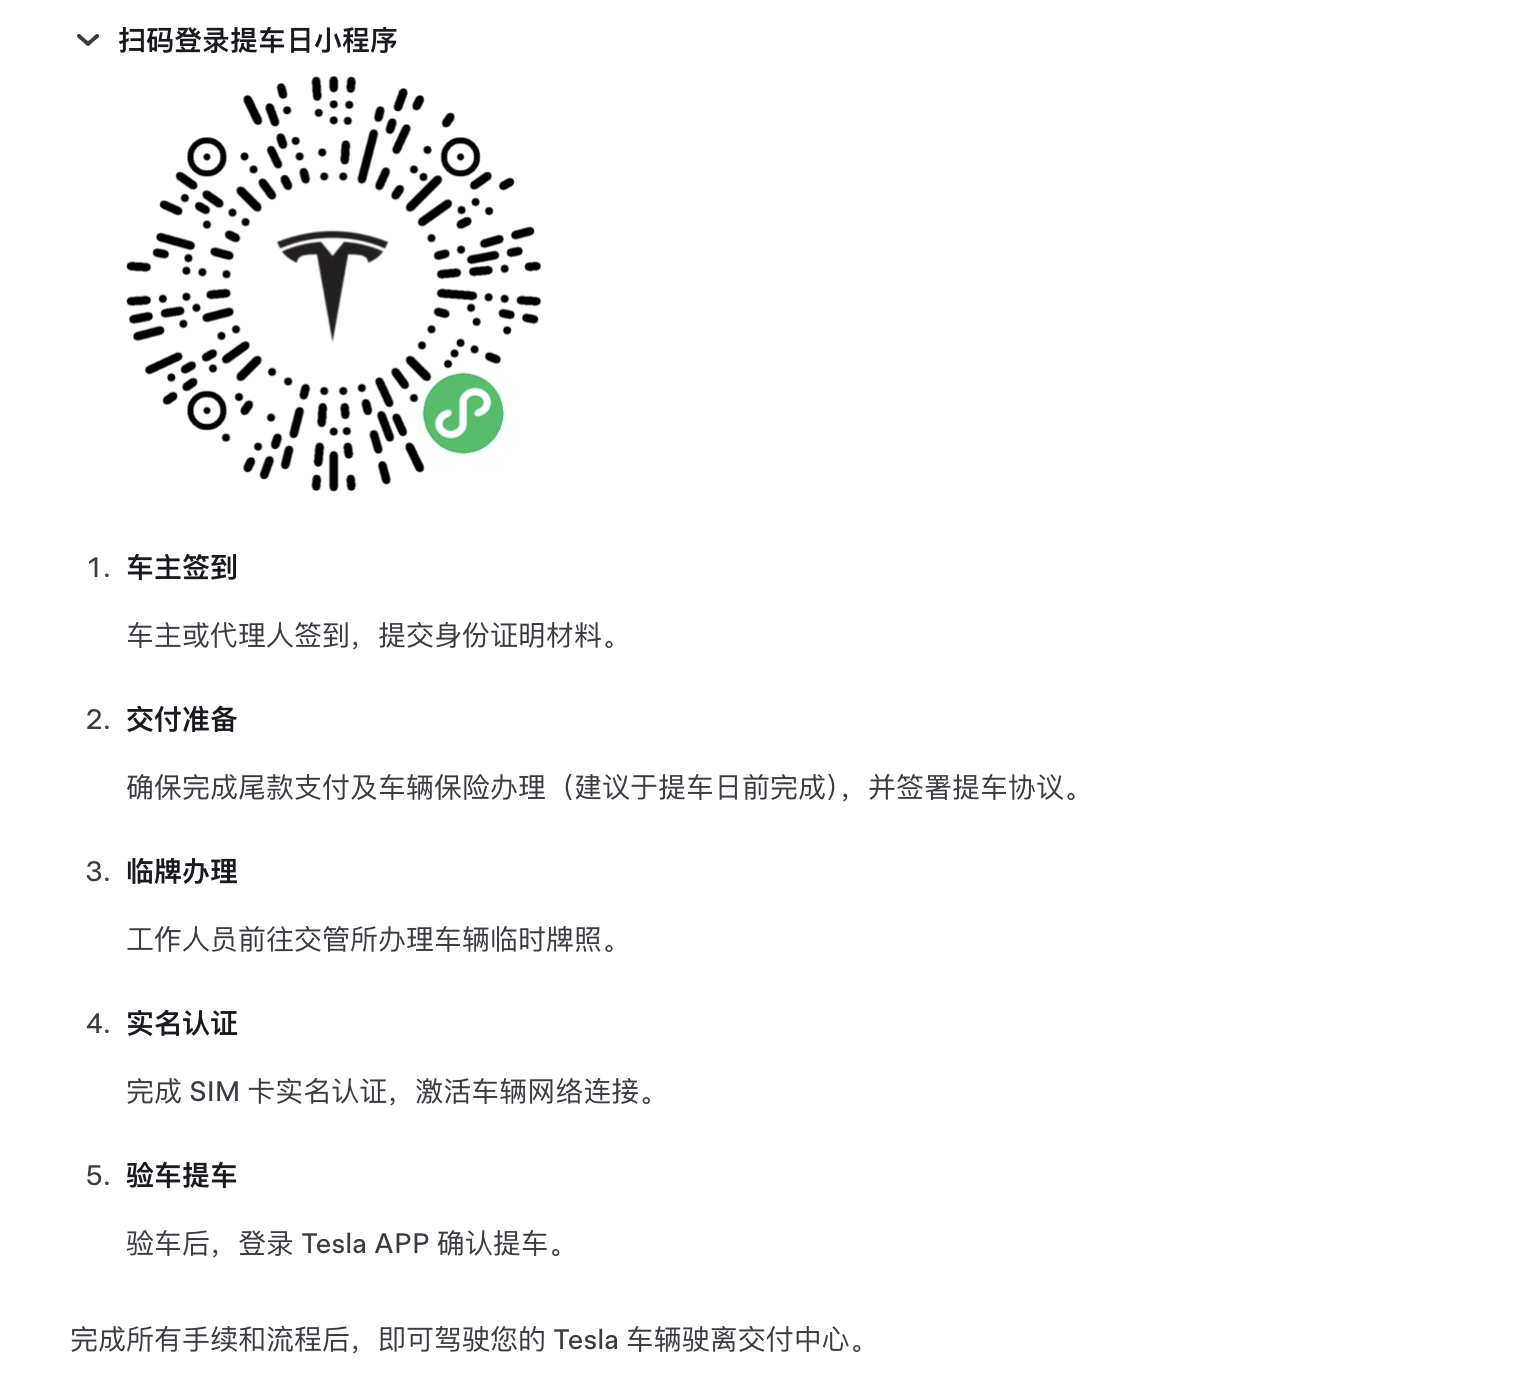 扫码登录提车日小程序
1. 车主签到
车主或代理人签到，提交身份证明材料。
2. 交付准备
确保完成尾款支付及车辆保险办理（建议于提车日前完成），并签署提车协议。
3. 临牌办理
工作人员前往交管所办理车辆临时牌照。
4. 实名认证
完成 SIM 卡实名认证，激活车辆网络连接。
5. 验车提车
验车后，登录 Tesla APP 确认提车。
完成所有手续和流程后，即可驾驶您的 Tesla 车辆驶离交付中心。